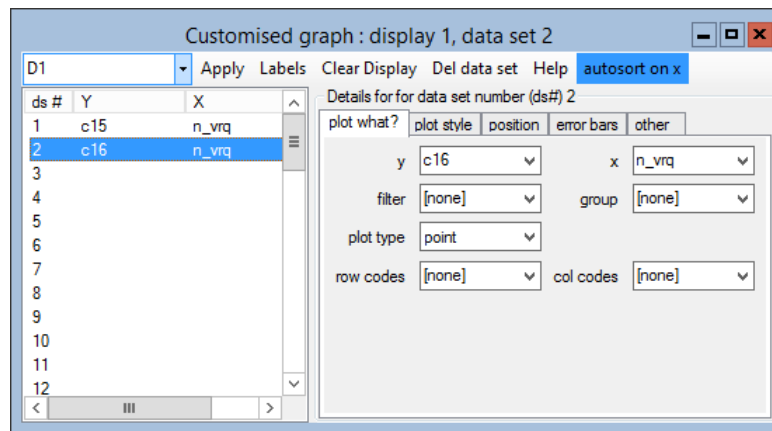 Customised graph : display 1, data set 2
D1 Apply Labels Clear Display Del data set Help autosort on x
ds # Y X
1 c15 n_vrq
2 c16 n_vrq
3
4
5
6
7
8
9
10
11
12
Details for for data set number (ds#) 2
plot what? plot style position error bars other
y c16 x n_vrq
filter [none] group [none]
plot type point
row codes [none] col codes [none]